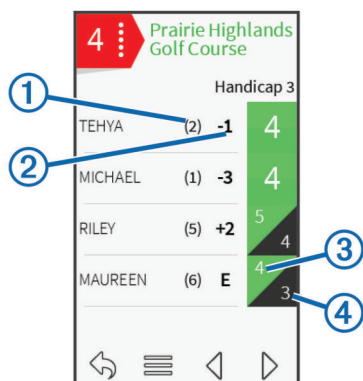 4 Prairie Highlands
Golf Course
Handicap 3
1
TEHYA (2) -1 4
2
MICHAEL (1) -3 4
RILEY (5) +2 5 4
3
MAUREEN (6) E 4 3
4